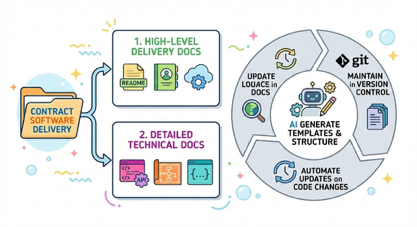 CONTRACT
SOFTWARE
DELIVERY
1. HIGH-LEVEL
DELIVERY DOCS
README
2. DETAILED
TECHNICAL DOCS
API
{...}
UPDATE
LOUACE in
DOCS
git
MAINTAIN
in VERSION
CONTROL
AI GENERATE
TEMPLATES &
STRUCTURE
AUTOMATE
UPDATES on
CODE CHANGES